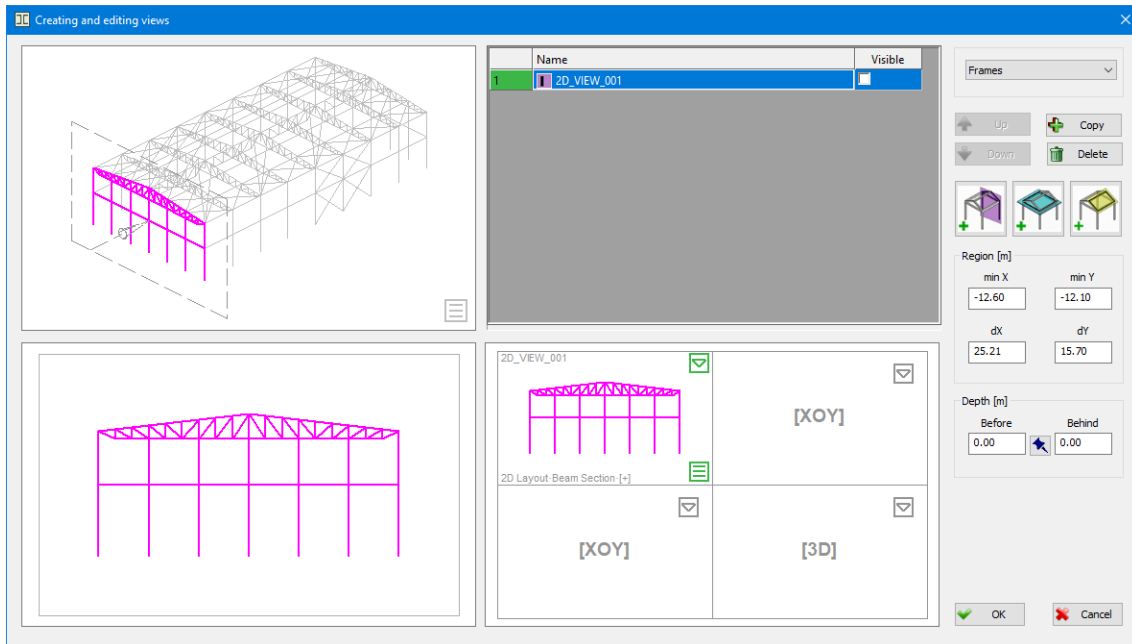 Creating and editing views
Name Visible
1 2D_VIEW_001
Frames
Up Copy
Down Delete
Region [m]
min X min Y
-12.60 -12.10
dX dY
25.21 15.70
Depth [m]
Before Behind
0.00 0.00
2D_VIEW_001
[XOY]
2D Layout·Beam Section·[+]
[XOY] [3D]
OK Cancel